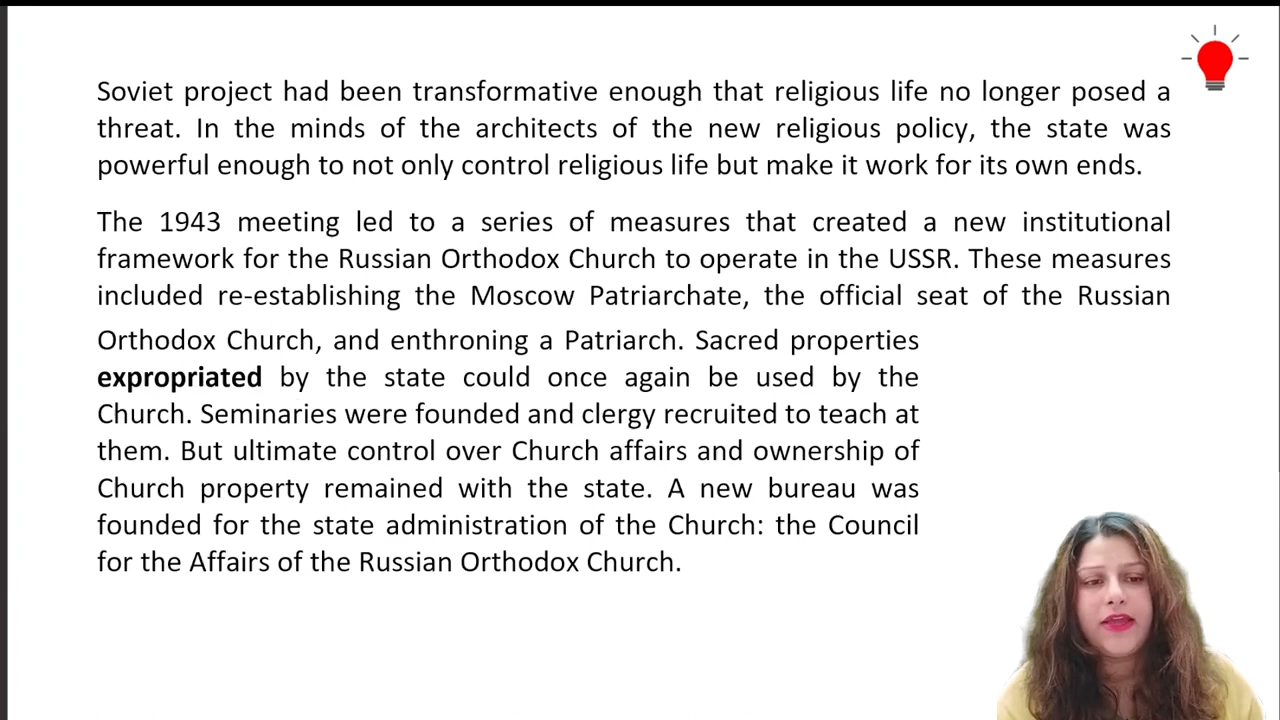 Soviet project had been transformative enough that religious life no longer posed a
threat. In the minds of the architects of the new religious policy, the state was
powerful enough to not only control religious life but make it work for its own ends.
The 1943 meeting led to a series of measures that created a new institutional
framework for the Russian Orthodox Church to operate in the USSR. These measures
included re-establishing the Moscow Patriarchate, the official seat of the Russian
Orthodox Church, and enthroning a Patriarch. Sacred properties
expropriated by the state could once again be used by the
Church. Seminaries were founded and clergy recruited to teach at
them. But ultimate control over Church affairs and ownership of
Church property remained with the state. A new bureau was
founded for the state administration of the Church: the Council
for the Affairs of the Russian Orthodox Church.